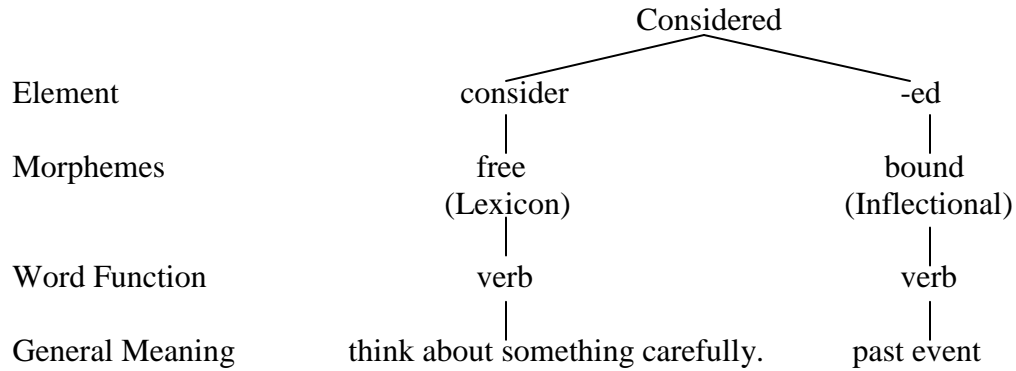 Considered
Element consider -ed
Morphemes free bound
(Lexicon) (Inflectional)
Word Function verb verb
General Meaning think about something carefully. past event